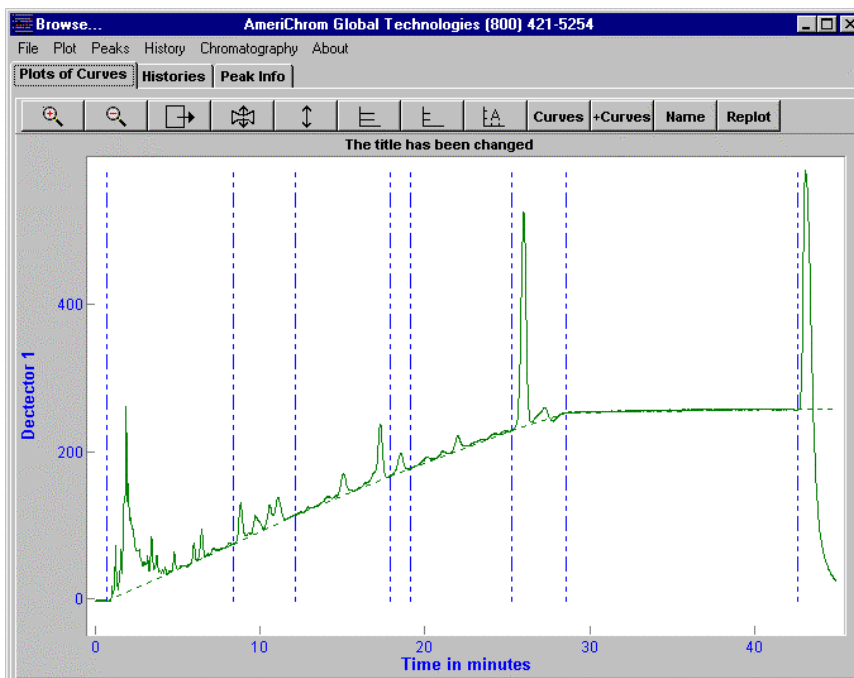 Browse... AmeriChrom Global Technologies (800) 421-5254
File Plot Peaks History Chromatography About
Plots of Curves Histories Peak Info
A Curves +Curves Name Replot
The title has been changed
400
200
0
Dectector 1
0 10 20 30 40
Time in minutes